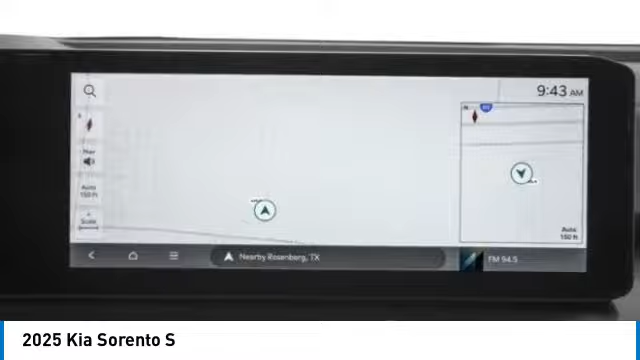 9:43 AM
N
Nav
Auto
150 ft
Scale
Auto
150 ft
Nearby Rosenberg, TX
FM 94.5
2025 Kia Sorento S